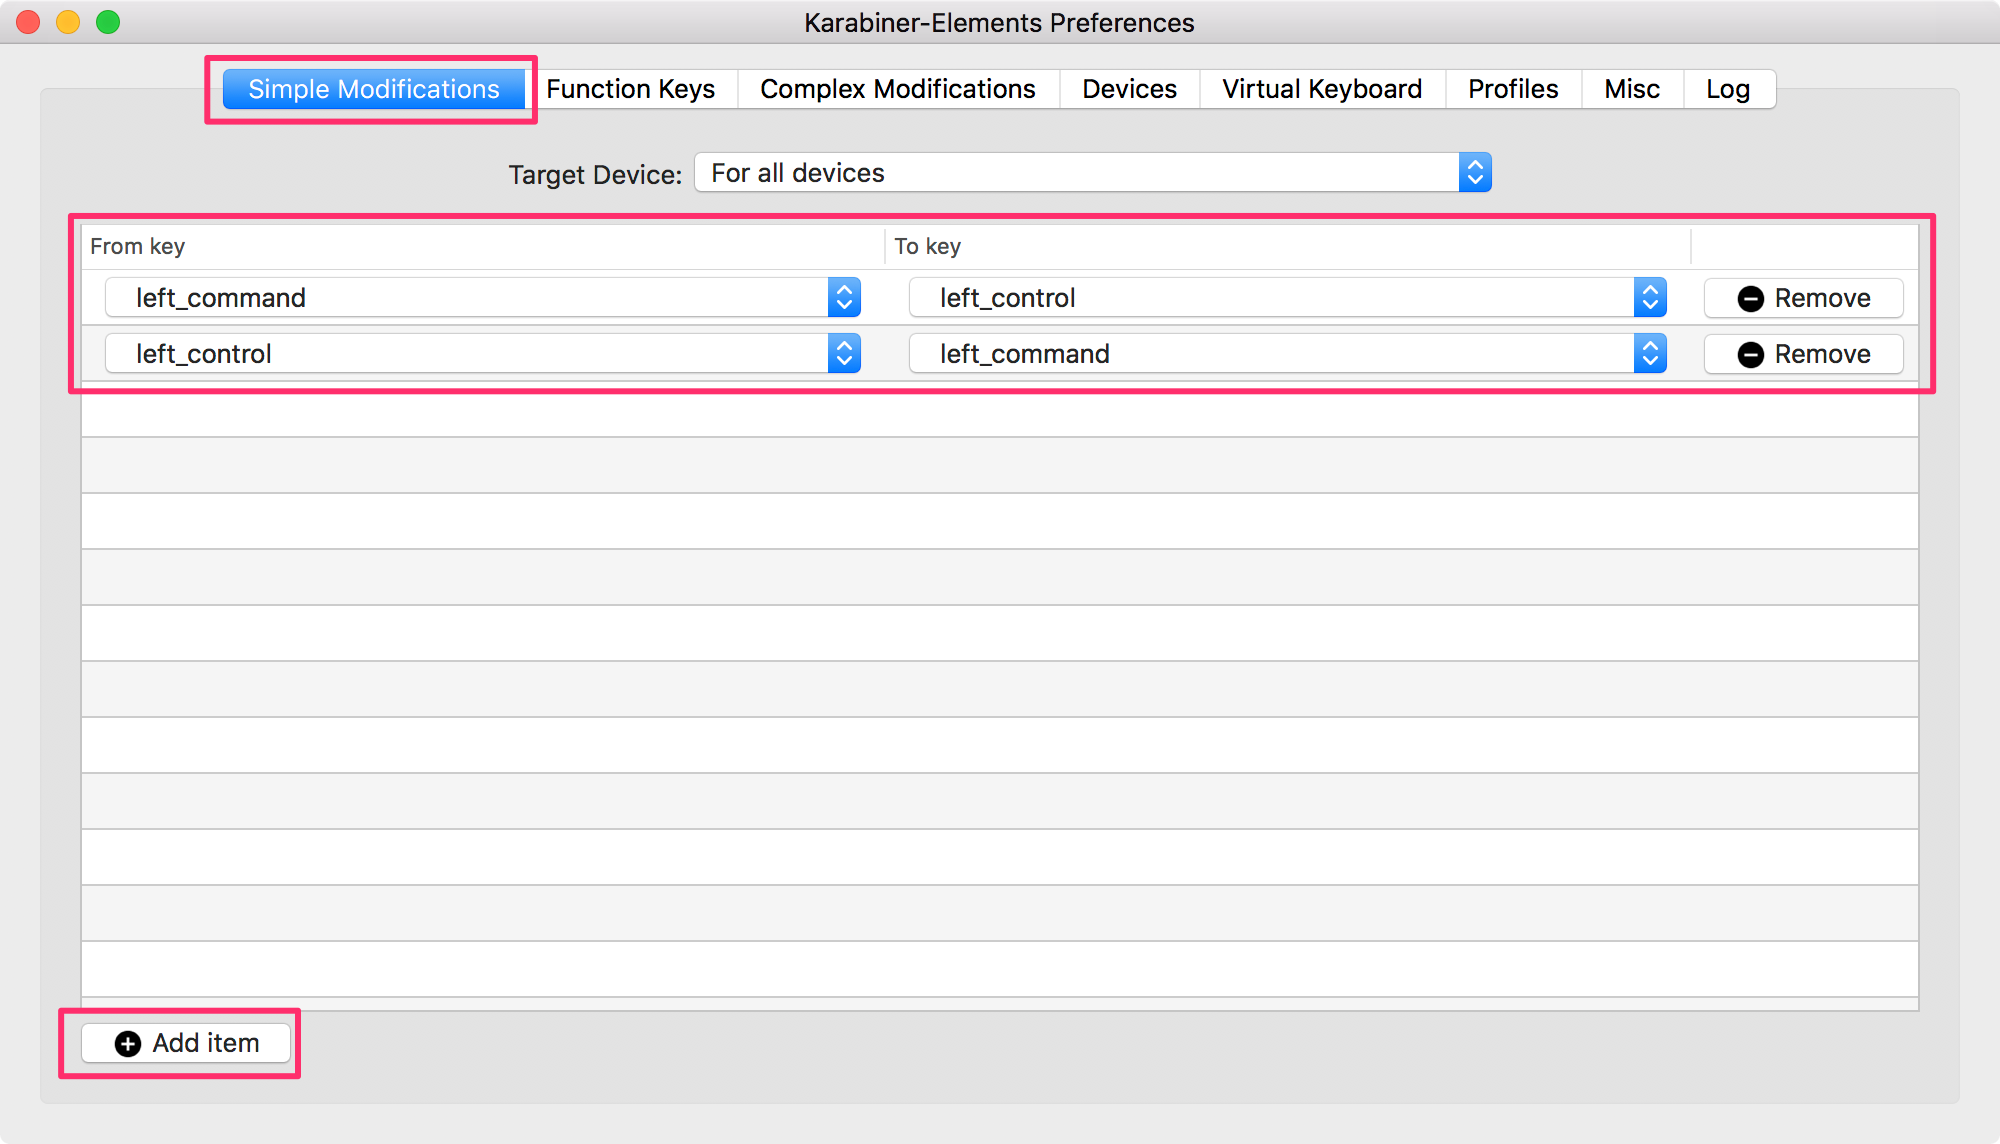 Karabiner-Elements Preferences
Simple Modifications Function Keys Complex Modifications Devices Virtual Keyboard Profiles Misc Log
Target Device: For all devices
From key To key
left_command left_control Remove
left_control left_command Remove
Add item